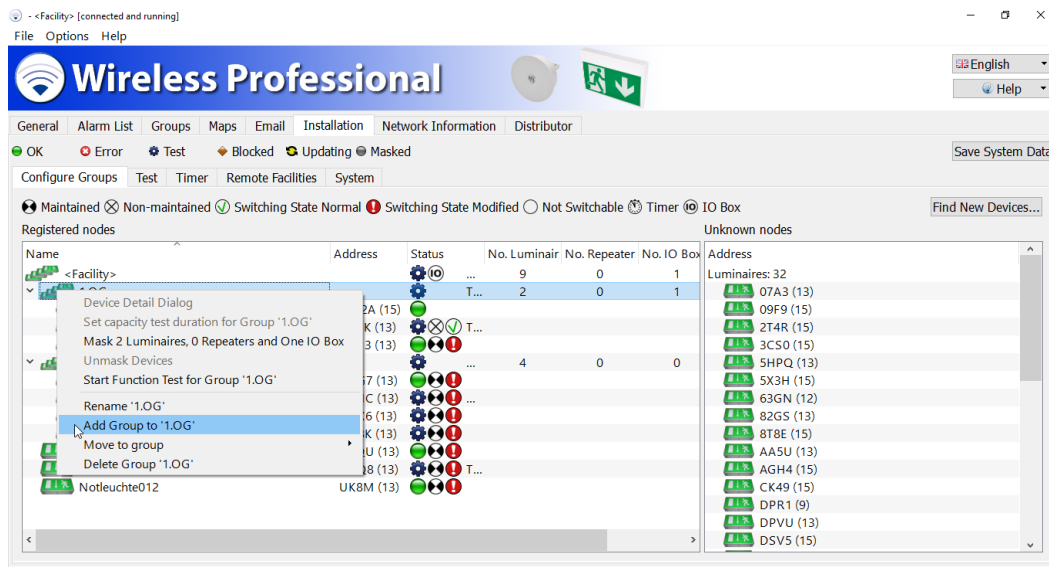 - <Facility> [connected and running]
File Options Help
Wireless Professional
English
Help
General Alarm List Groups Maps Email Installation Network Information Distributor
OK Error Test Blocked Updating Masked Save System Data
Configure Groups Test Timer Remote Facilities System
Maintained Non-maintained Switching State Normal Switching State Modified Not Switchable Timer IO Box Find New Devices...
Registered nodes Unknown nodes
Name Address Status No. Luminair No. Repeater No. IO Box Address
<Facility> IO ... 9 0 1 Luminaires: 32
T... 2 0 1 07A3 (13)
Device Detail Dialog 2A (15) 09F9 (15)
Set capacity test duration for Group '1.OG' K (13) T... 2T4R (15)
Mask 2 Luminaires, 0 Repeaters and One IO Box 3 (13) 3CS0 (15)
Unmask Devices ... 4 0 0 5HPQ (13)
Start Function Test for Group '1.OG' 7 (13) 5X3H (15)
C (13) ... 63GN (12)
Rename '1.OG' 6 (13) 82GS (13)
Add Group to '1.OG' K (13) 8T8E (15)
Move to group U (13) AA5U (13)
Delete Group '1.OG' 8 (13) T... AGH4 (15)
Notleuchte012 UK8M (13) CK49 (15)
DPR1 (9)
DPVU (13)
DSV5 (15)